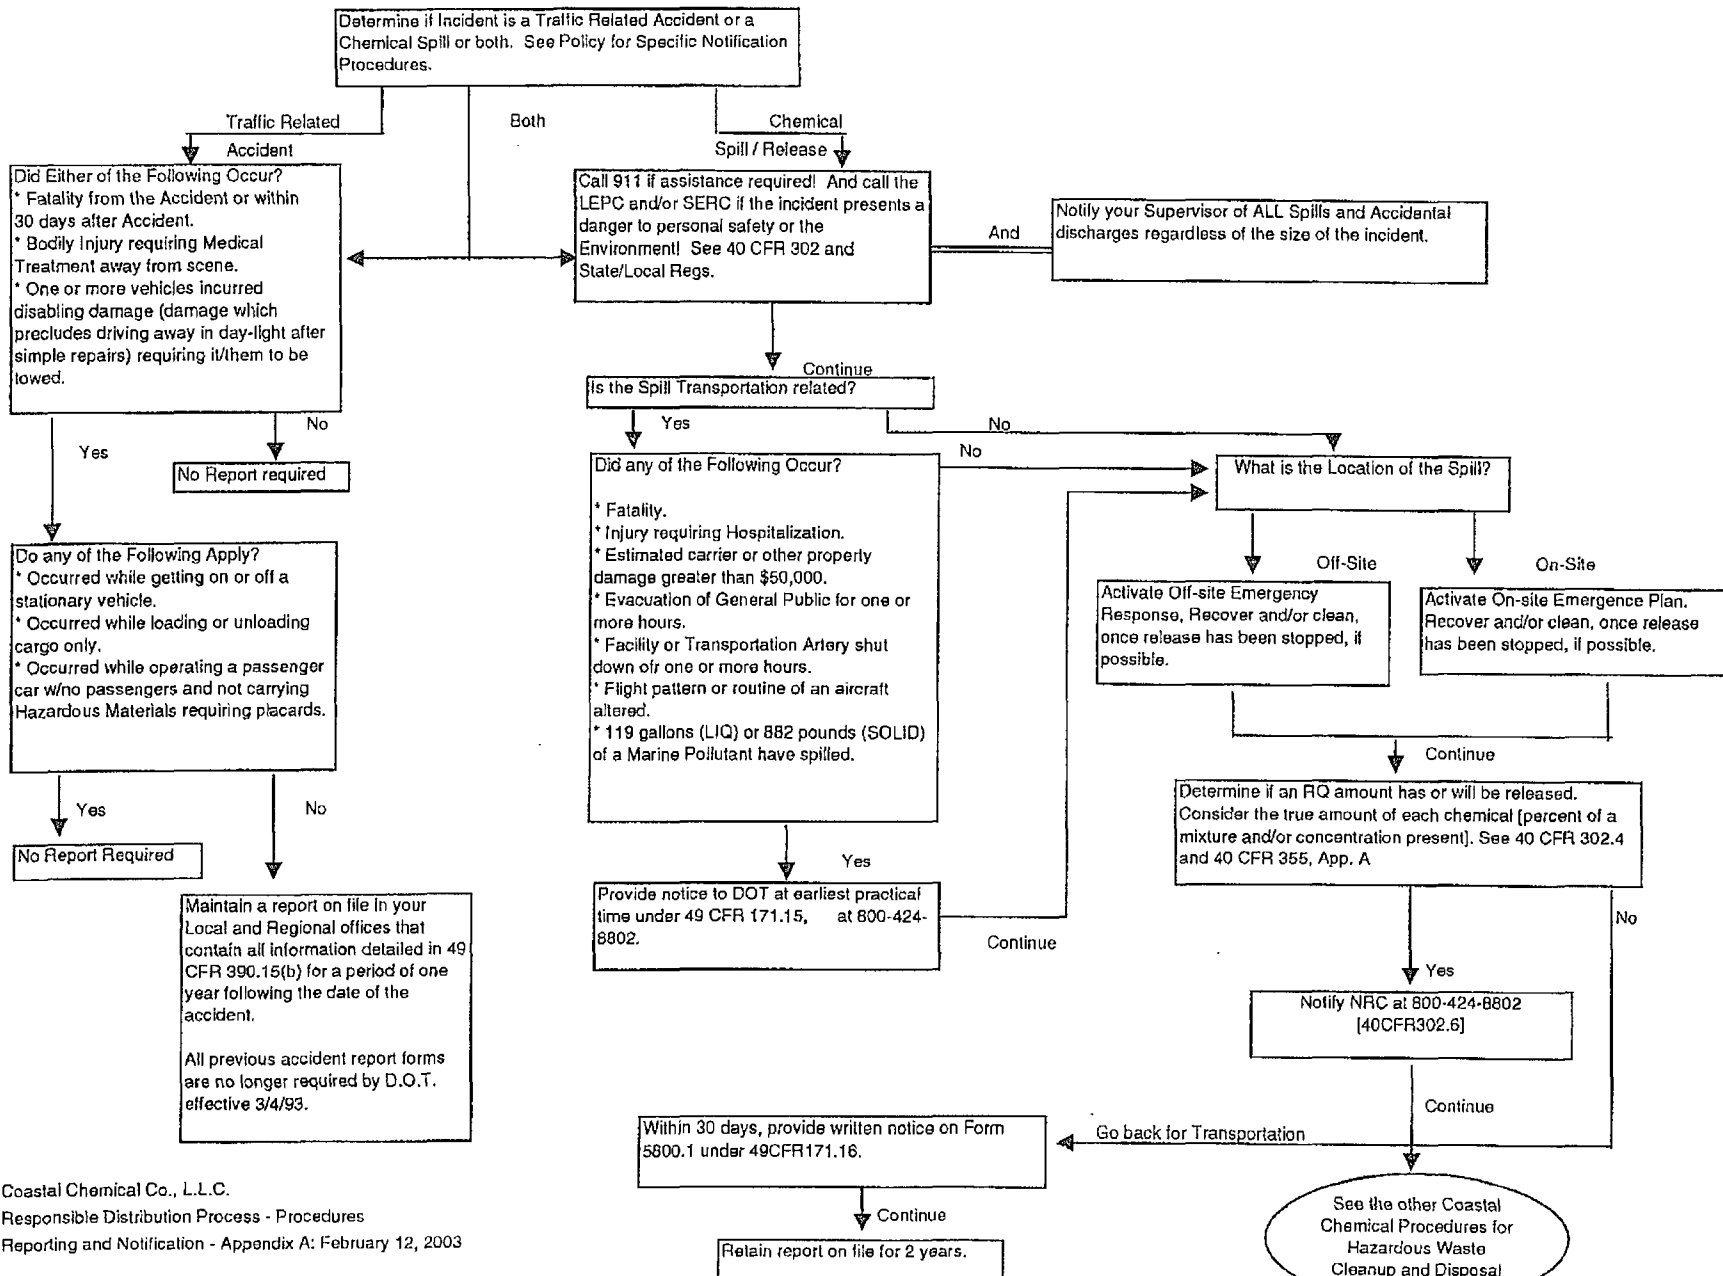 Determine if Incident is a Traffic Related Accident or a
Chemical Spill or both. See Policy for Specific Notification
Procedures.
Traffic Related
Accident
Both
Chemical
Spill / Release
Did Either of the Following Occur?
* Fatality from the Accident or within
30 days after Accident.
* Bodily Injury requiring Medical
Treatment away from scene.
* One or more vehicles incurred
disabling damage (damage which
precludes driving away in day-light after
simple repairs) requiring it/them to be
towed.
Call 911 if assistance required! And call the
LEPC and/or SERC if the incident presents a
danger to personal safety or the
Environment! See 40 CFR 302 and
State/Local Regs.
And
Notify your Supervisor of ALL Spills and Accidental
discharges regardless of the size of the incident.
Continue
Is the Spill Transportation related?
Yes
No
No
Yes
No Report required
Did any of the Following Occur?
* Fatality.
* Injury requiring Hospitalization.
* Estimated carrier or other property
damage greater than $50,000.
* Evacuation of General Public for one or
more hours.
* Facility or Transportation Artery shut
down ofr one or more hours.
* Flight pattern or routine of an aircraft
altered.
* 119 gallons (LIQ) or 882 pounds (SOLID)
of a Marine Pollutant have spilled.
No
What is the Location of the Spill?
Off-Site
On-Site
Do any of the Following Apply?
* Occurred while getting on or off a
stationary vehicle.
* Occurred while loading or unloading
cargo only.
* Occurred while operating a passenger
car w/no passengers and not carrying
Hazardous Materials requiring placards.
Activate Off-site Emergency
Response, Recover and/or clean,
once release has been stopped, if
possible.
Activate On-site Emergence Plan.
Recover and/or clean, once release
has been stopped, if possible.
Continue
Yes
No
No Report Required
Determine if an RQ amount has or will be released.
Consider the true amount of each chemical [percent of a
mixture and/or concentration present]. See 40 CFR 302.4
and 40 CFR 355, App. A
Yes
Provide notice to DOT at earliest practical
time under 49 CFR 171.15, at 800-424-
8802.
Continue
Maintain a report on file in your
Local and Regional offices that
contain all information detailed in 49
CFR 390.15(b) for a period of one
year following the date of the
accident.
All previous accident report forms
are no longer required by D.O.T.
effective 3/4/93.
No
Yes
Notify NRC at 800-424-8802
[40CFR302.6]
Continue
Within 30 days, provide written notice on Form
5800.1 under 49CFR171.16.
Go back for Transportation
Continue
Retain report on file for 2 years.
See the other Coastal
Chemical Procedures for
Hazardous Waste
Cleanup and Disposal
Coastal Chemical Co., L.L.C.
Responsible Distribution Process - Procedures
Reporting and Notification - Appendix A: February 12, 2003